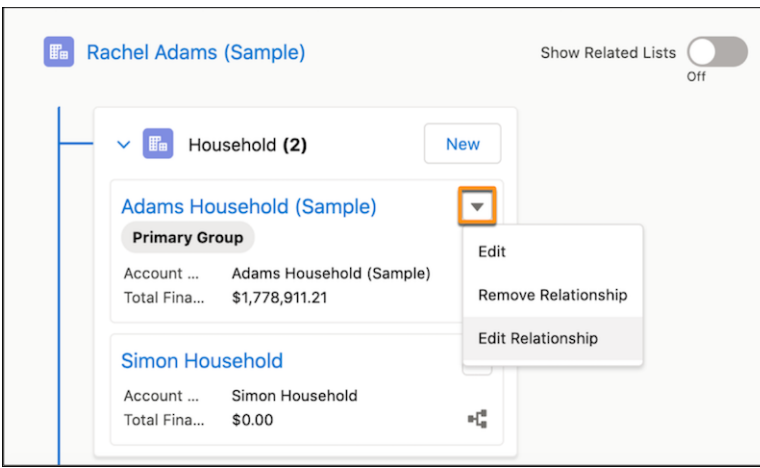 Rachel Adams (Sample)
Show Related Lists
Off
Household (2)
New
Adams Household (Sample)
Primary Group
Account ... Adams Household (Sample)
Total Fina... $1,778,911.21
Edit
Remove Relationship
Edit Relationship
Simon Household
Account ... Simon Household
Total Fina... $0.00